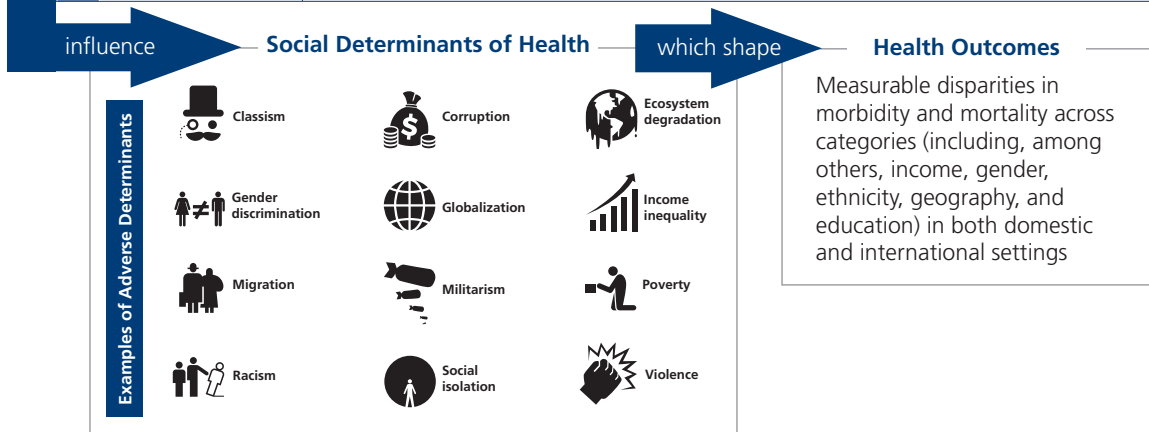 influence
Social Determinants of Health
which shape
Health Outcomes
Examples of Adverse Determinants
Classism
Corruption
Ecosystem
degradation
Gender
discrimination
Globalization
Income
inequality
Migration
Militarism
Poverty
Racism
Social
isolation
Violence
Measurable disparities in
morbidity and mortality across
categories (including, among
others, income, gender,
ethnicity, geography, and
education) in both domestic
and international settings